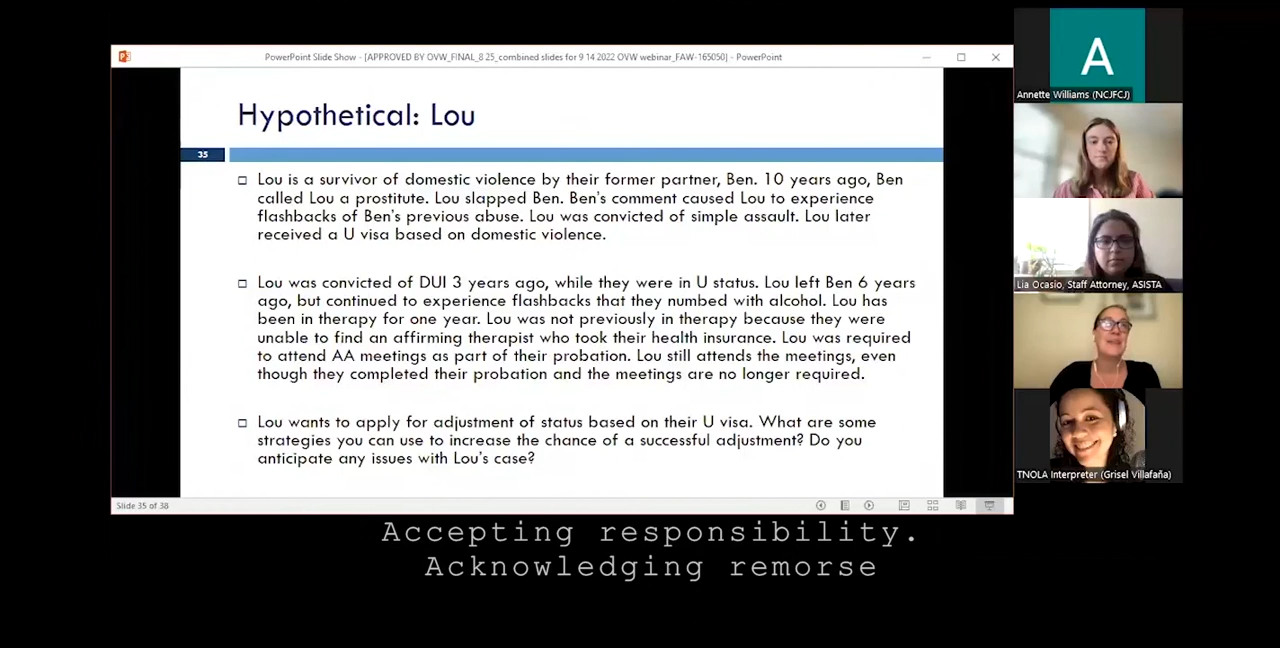 PowerPoint Slide Show - [APPROVED BY OVW_FINAL_8 25_combined slides for 9 14 2022 OVW webinar_FAW-165050] - PowerPoint
Hypothetical: Lou
35
Lou is a survivor of domestic violence by their former partner, Ben. 10 years ago, Ben
called Lou a prostitute. Lou slapped Ben. Ben's comment caused Lou to experience
flashbacks of Ben's previous abuse. Lou was convicted of simple assault. Lou later
received a U visa based on domestic violence.
Lou was convicted of DUI 3 years ago, while they were in U status. Lou left Ben 6 years
ago, but continued to experience flashbacks that they numbed with alcohol. Lou has
been in therapy for one year. Lou was not previously in therapy because they were
unable to find an affirming therapist who took their health insurance. Lou was required
to attend AA meetings as part of their probation. Lou still attends the meetings, even
though they completed their probation and the meetings are no longer required.
Lou wants to apply for adjustment of status based on their U visa. What are some
strategies you can use to increase the chance of a successful adjustment? Do you
anticipate any issues with Lou's case?
Slide 35 of 38
A
Annette Williams (NCJFCJ)
Lia Ocasio, Staff Attorney, ASISTA
TNOLA Interpreter (Grisel Villafaña)
Accepting responsibility.
Acknowledging remorse